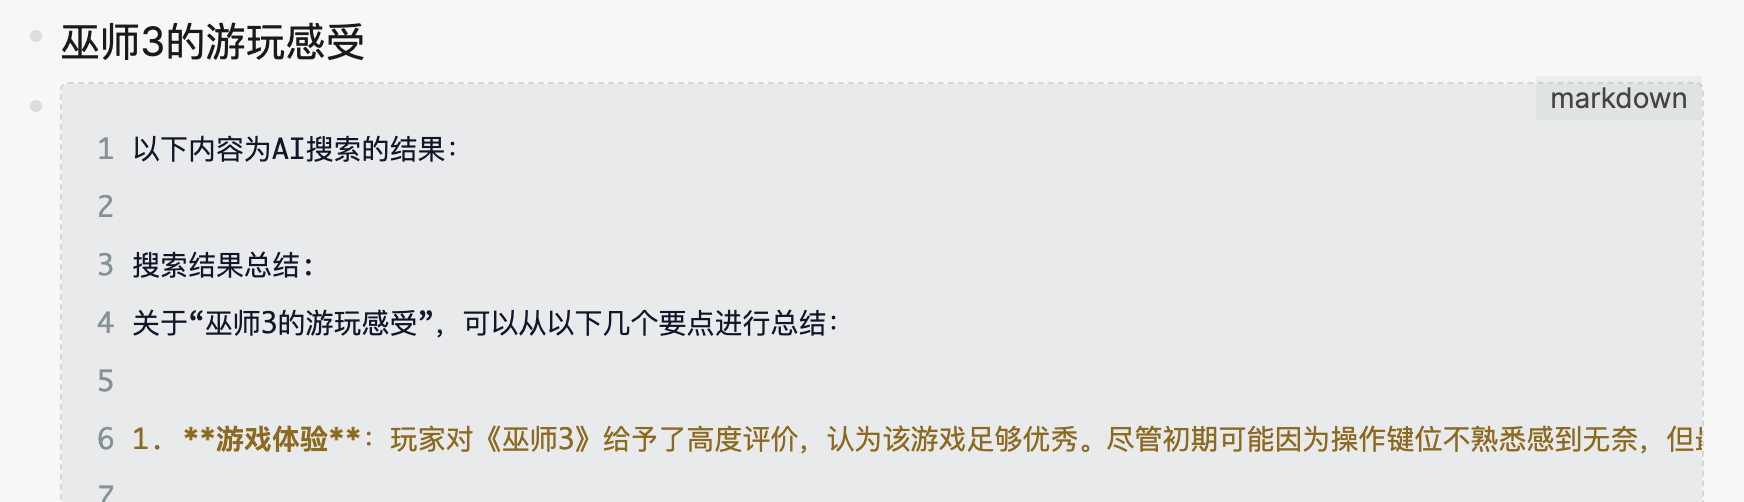 巫师3的游玩感受
markdown
1 以下内容为AI搜索的结果：
2
3 搜索结果总结：
4 关于“巫师3的游玩感受”，可以从以下几个要点进行总结：
5
6 1. **游戏体验**：玩家对《巫师3》给予了高度评价，认为该游戏足够优秀。尽管初期可能因为操作键位不熟悉感到无奈，但
7